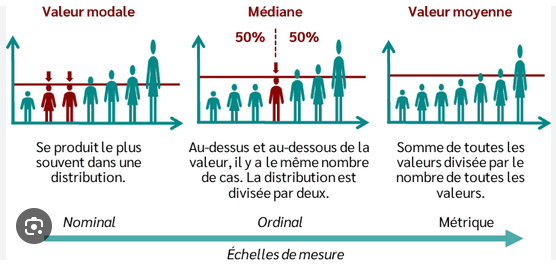 Valeur modale
Médiane
Valeur moyenne
50% 50%
Se produit le plus
souvent dans une
distribution.
Au-dessus et au-dessous de la
valeur, il y a le même nombre
de cas. La distribution est
divisée par deux.
Somme de toutes les
valeurs divisée par le
nombre de toutes les
valeurs.
Nominal
Ordinal
Métrique
Échelles de mesure